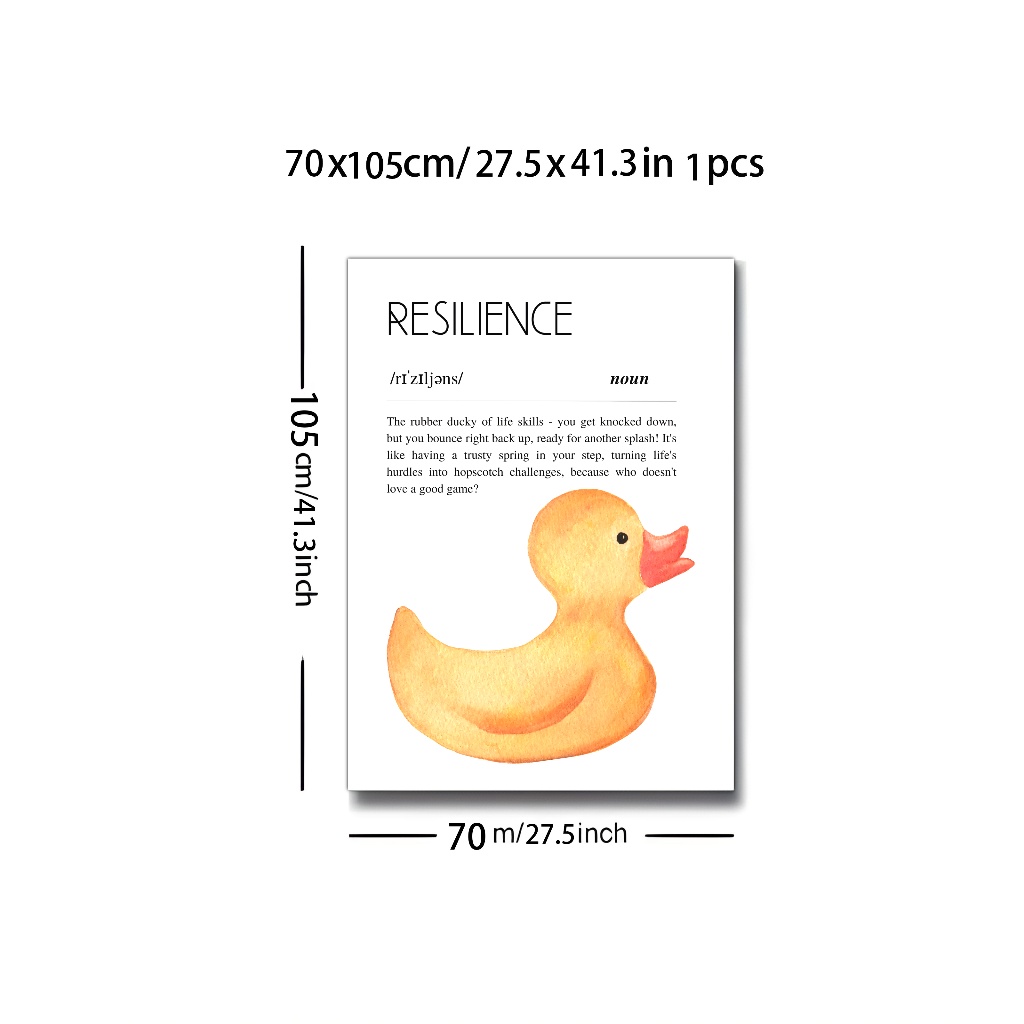 70x105cm/27.5x41.3in 1pcs
RESILIENCE
/rɪˈzɪljəns/ noun
The rubber ducky of life skills - you get knocked down,
but you bounce right back up, ready for another splash! It's
like having a trusty spring in your step, turning life's
hurdles into hopscotch challenges, because who doesn't
love a good game?
105cm/41.3inch
70 m/27.5inch